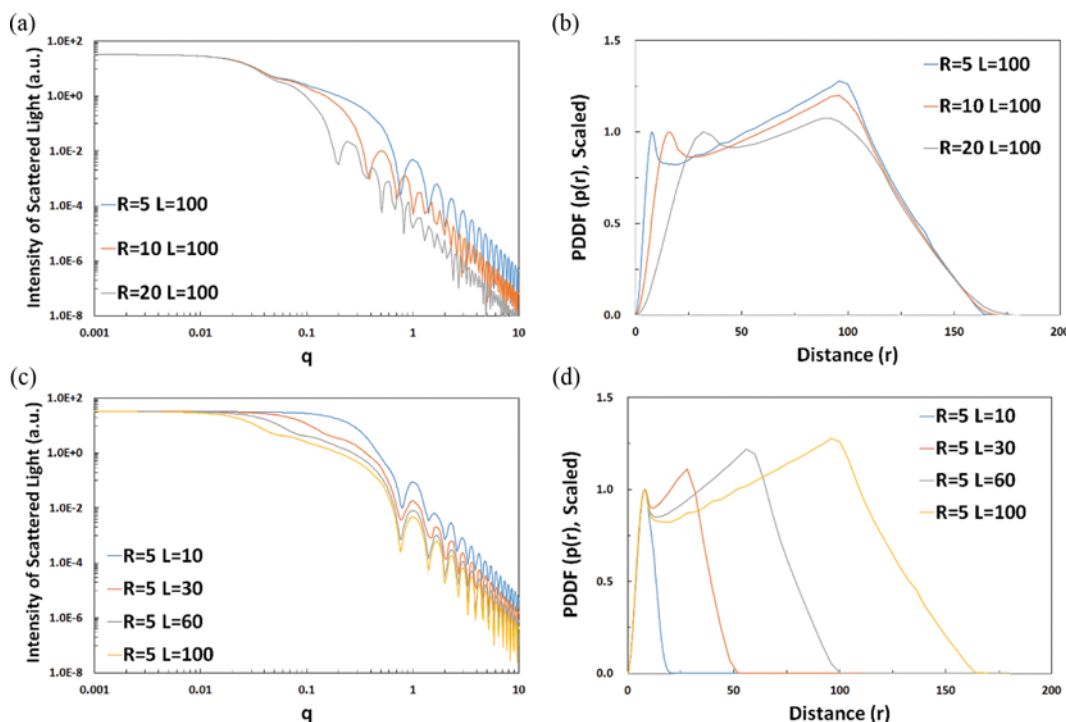 (a)
Intensity of Scattered Light (a.u.)
1.0E+2
1.0E+0
1.0E-2
1.0E-4
1.0E-6
1.0E-8
R=5 L=100
R=10 L=100
R=20 L=100
0.001
0.01
0.1
1
10
q
(b)
PDDF (p(r), Scaled)
1.5
1.0
0.5
0.0
R=5 L=100
R=10 L=100
R=20 L=100
0
50
100
150
200
Distance (r)
(c)
Intensity of Scattered Light (a.u.)
1.0E+2
1.0E+0
1.0E-2
1.0E-4
1.0E-6
1.0E-8
R=5 L=10
R=5 L=30
R=5 L=60
R=5 L=100
0.001
0.01
0.1
1
10
q
(d)
PDDF (p(r), Scaled)
1.5
1.0
0.5
0.0
R=5 L=10
R=5 L=30
R=5 L=60
R=5 L=100
0
50
100
150
200
Distance (r)